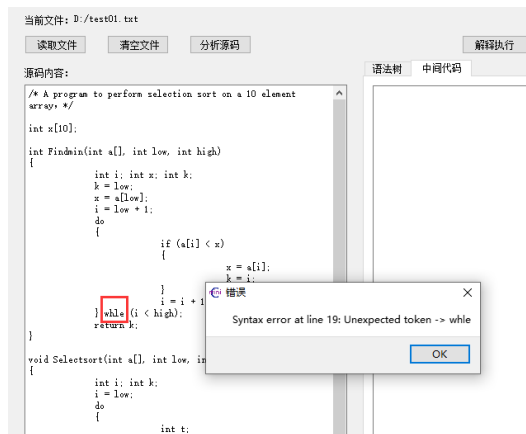 当前文件: D:/test01.txt
读取文件 清空文件 分析源码 解释执行
源码内容:
语法树 中间代码
/* A program to perform selection sort on a 10 element
array, */
int x[10];
int Findmin(int a[], int low, int high)
{
int i; int x; int k;
k = low;
x = a[low];
i = low + 1;
do
{
if (a[i] < x)
{
x = a[i];
k = i;
}
i = i + 1
} whle (i < high);
return k;
}
void Selectsort(int a[], int low, in
{
int i; int k;
i = low;
do
{
int t;
mini C 错误
Syntax error at line 19: Unexpected token -> whle
OK